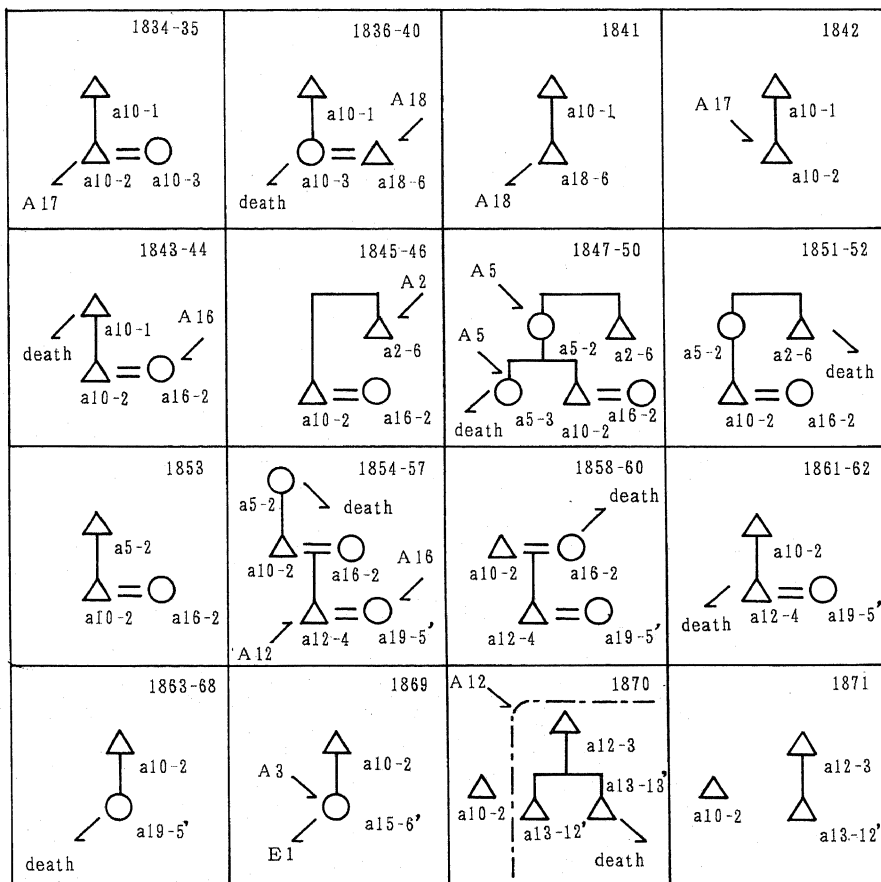 1834-35
a10-1
a10-2 a10-3
A17
1836-40
A18
a10-1
a10-3 a18-6
death
1841
a10-1
a18-6
A18
1842
A17
a10-1
a10-2
1843-44
a10-1 A16
death
a10-2 a16-2
1845-46
A2
a2-6
a10-2 a16-2
1847-50
A5
a5-2 a2-6
A5
a16-2
death a5-3 a10-2
1851-52
a5-2 a2-6
death
a10-2 a16-2
1853
a5-2
a10-2 a16-2
1854-57
a5-2 death
a10-2 a16-2 A16
a12-4 a19-5'
A12
1858-60
death
a10-2 a16-2
a12-4 a19-5'
1861-62
a10-2
death a12-4 a19-5'
1863-68
a10-2
a19-5'
death
1869
A3 a10-2
a15-6'
E1
A12 1870
a12-3
a13-13'
a10-2
a13-12'
death
1871
a12-3
a10-2
a13-12'